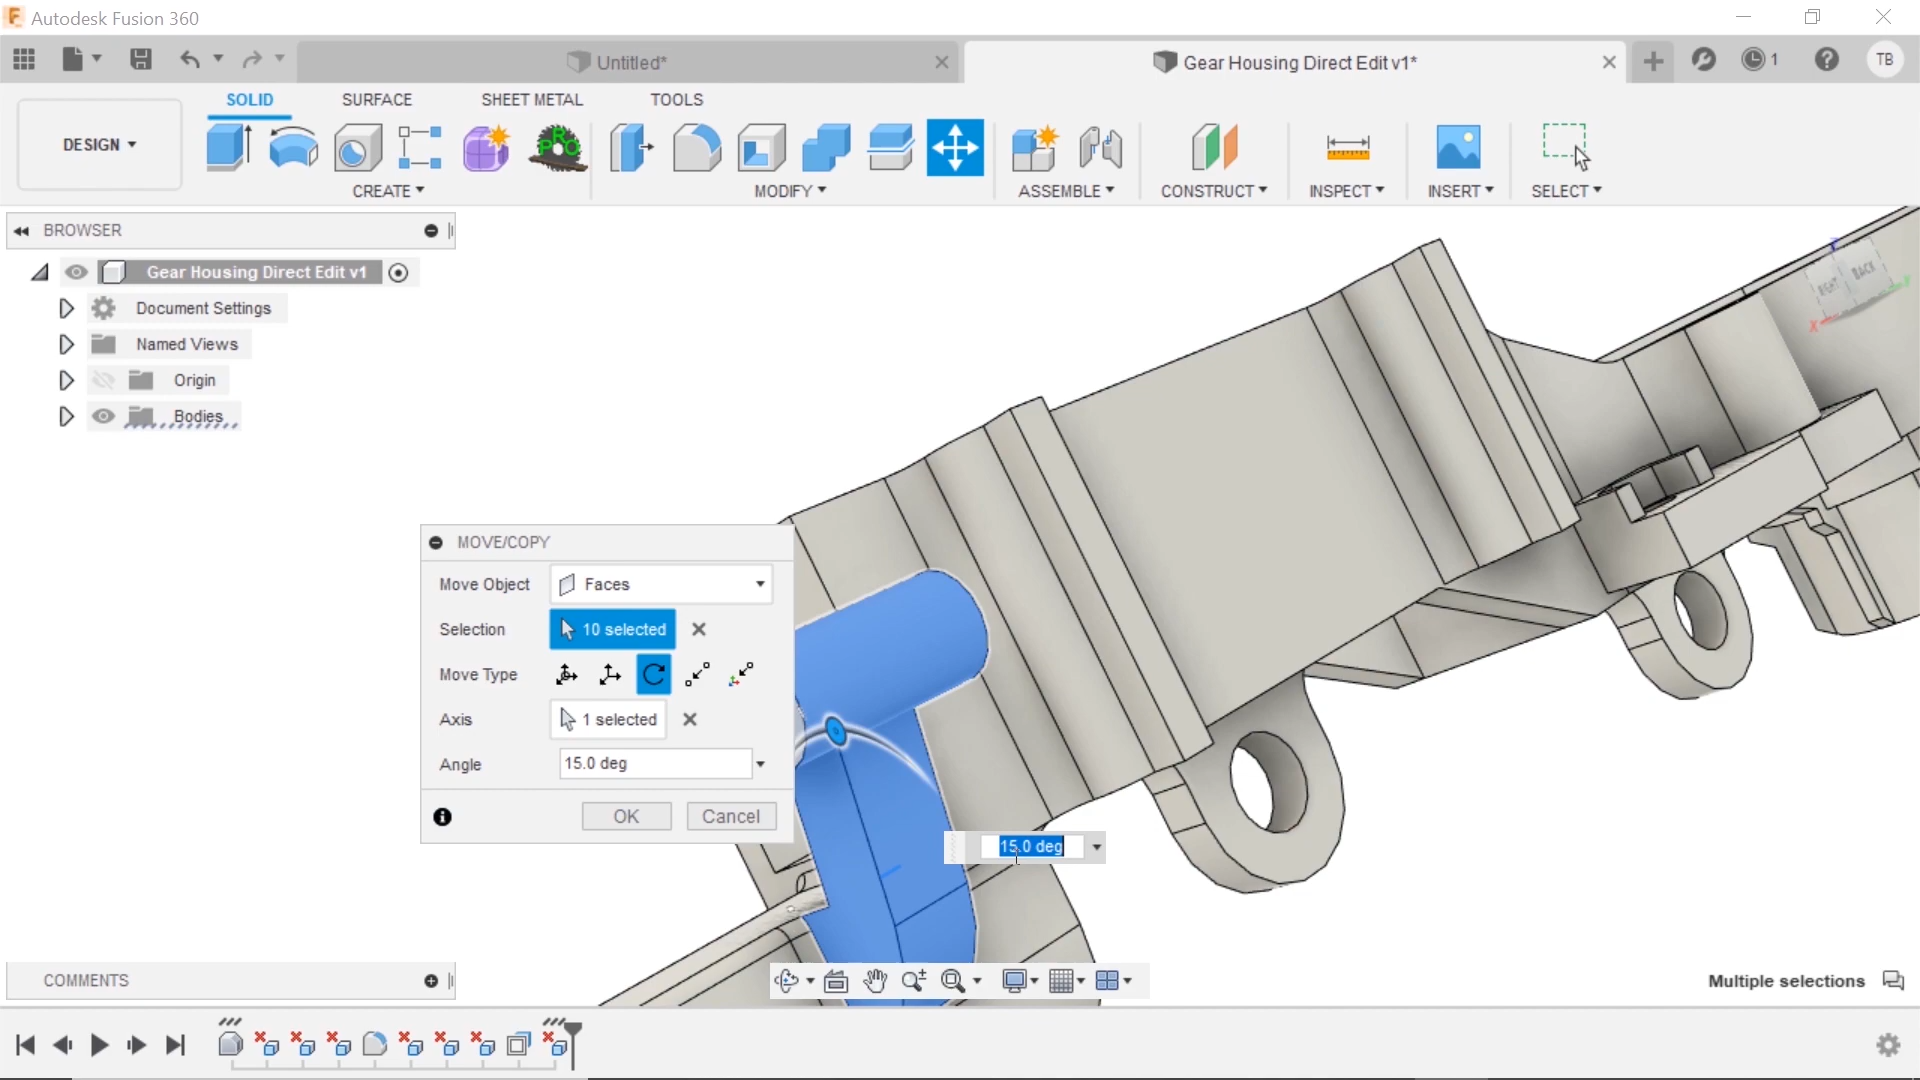 Autodesk Fusion 360
Untitled*
Gear Housing Direct Edit v1*
1
TB
DESIGN
SOLID
SURFACE
SHEET METAL
TOOLS
CREATE
MODIFY
ASSEMBLE
CONSTRUCT
INSPECT
INSERT
SELECT
BROWSER
Gear Housing Direct Edit v1
Document Settings
Named Views
Origin
Bodies
RIGHT
BACK
Z
X
Y
MOVE/COPY
Move Object
Faces
Selection
10 selected
Move Type
Axis
1 selected
Angle
15.0 deg
OK
Cancel
15.0 deg
COMMENTS
Multiple selections